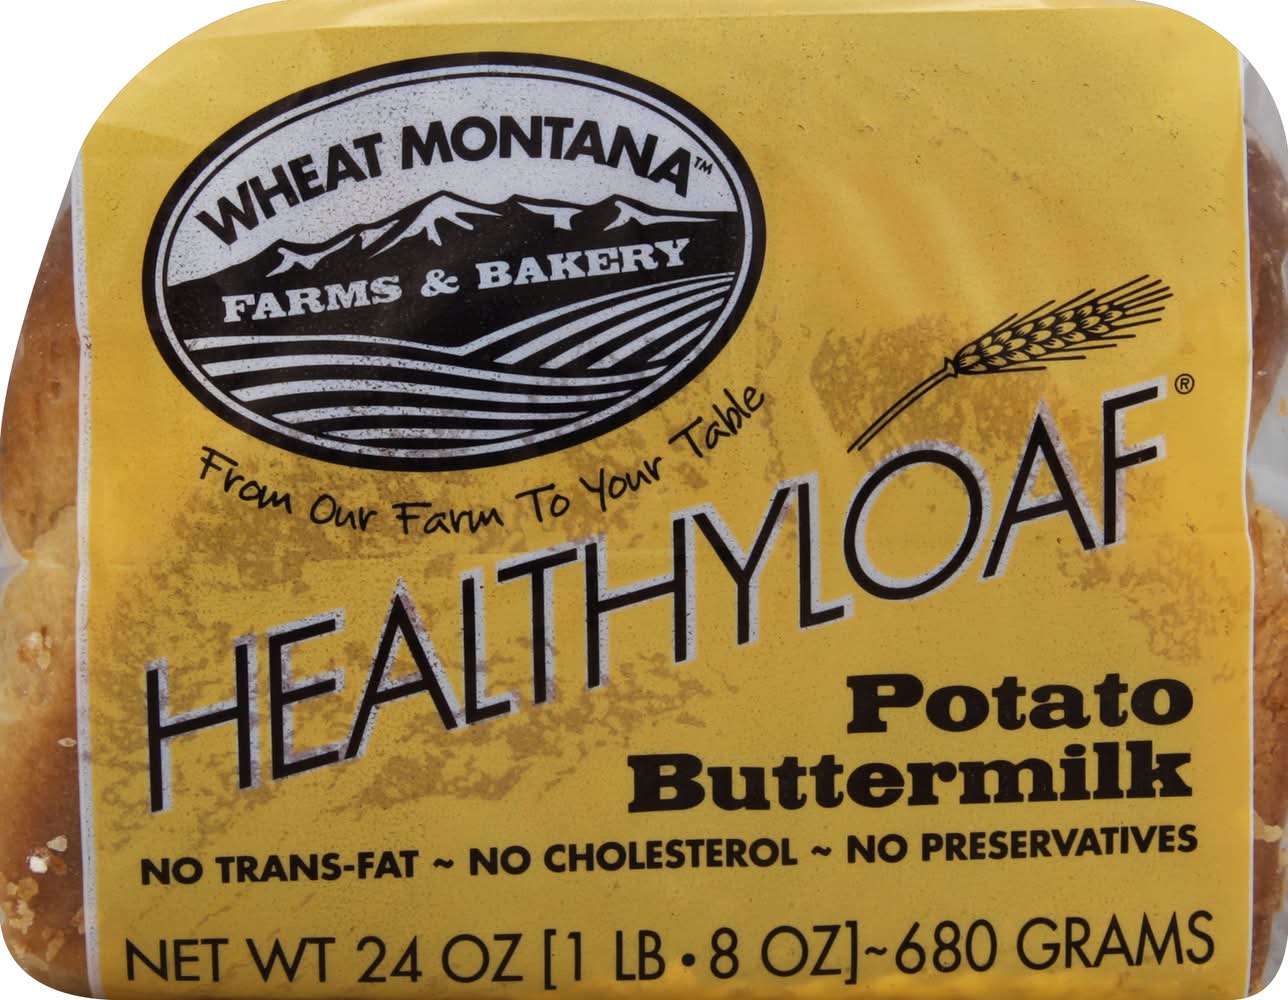 WHEAT MONTANA™
FARMS & BAKERY
From Our Farm To Your Table
HEALTHYLOAF®
Potato
Buttermilk
NO TRANS-FAT ~ NO CHOLESTEROL ~ NO PRESERVATIVES
NET WT 24 OZ [1 LB • 8 OZ]~680 GRAMS